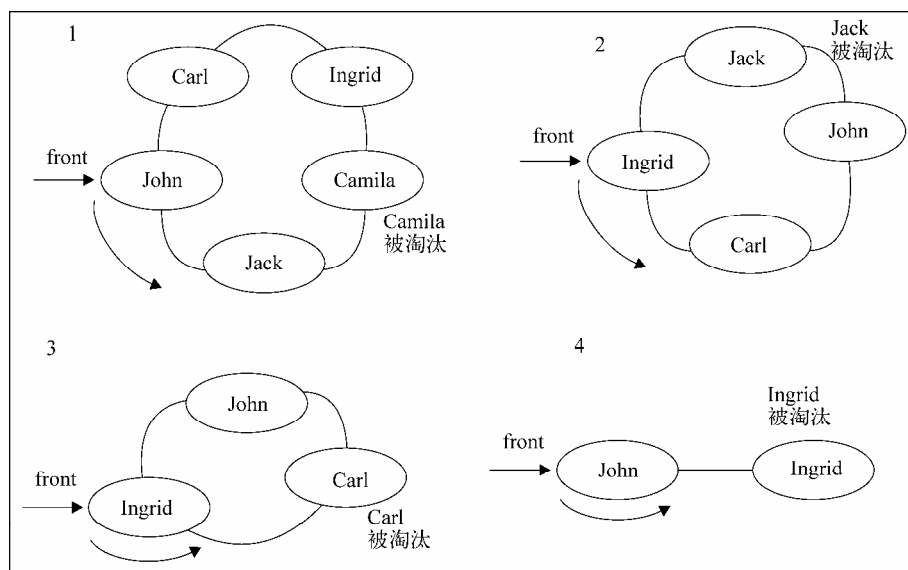 1
Carl
Ingrid
front
John
Camila
Camila
被淘汰
Jack
2
Jack
被淘汰
Jack
John
front
Ingrid
Carl
3
John
front
Ingrid
Carl
Carl
被淘汰
4
Ingrid
被淘汰
front
John
Ingrid